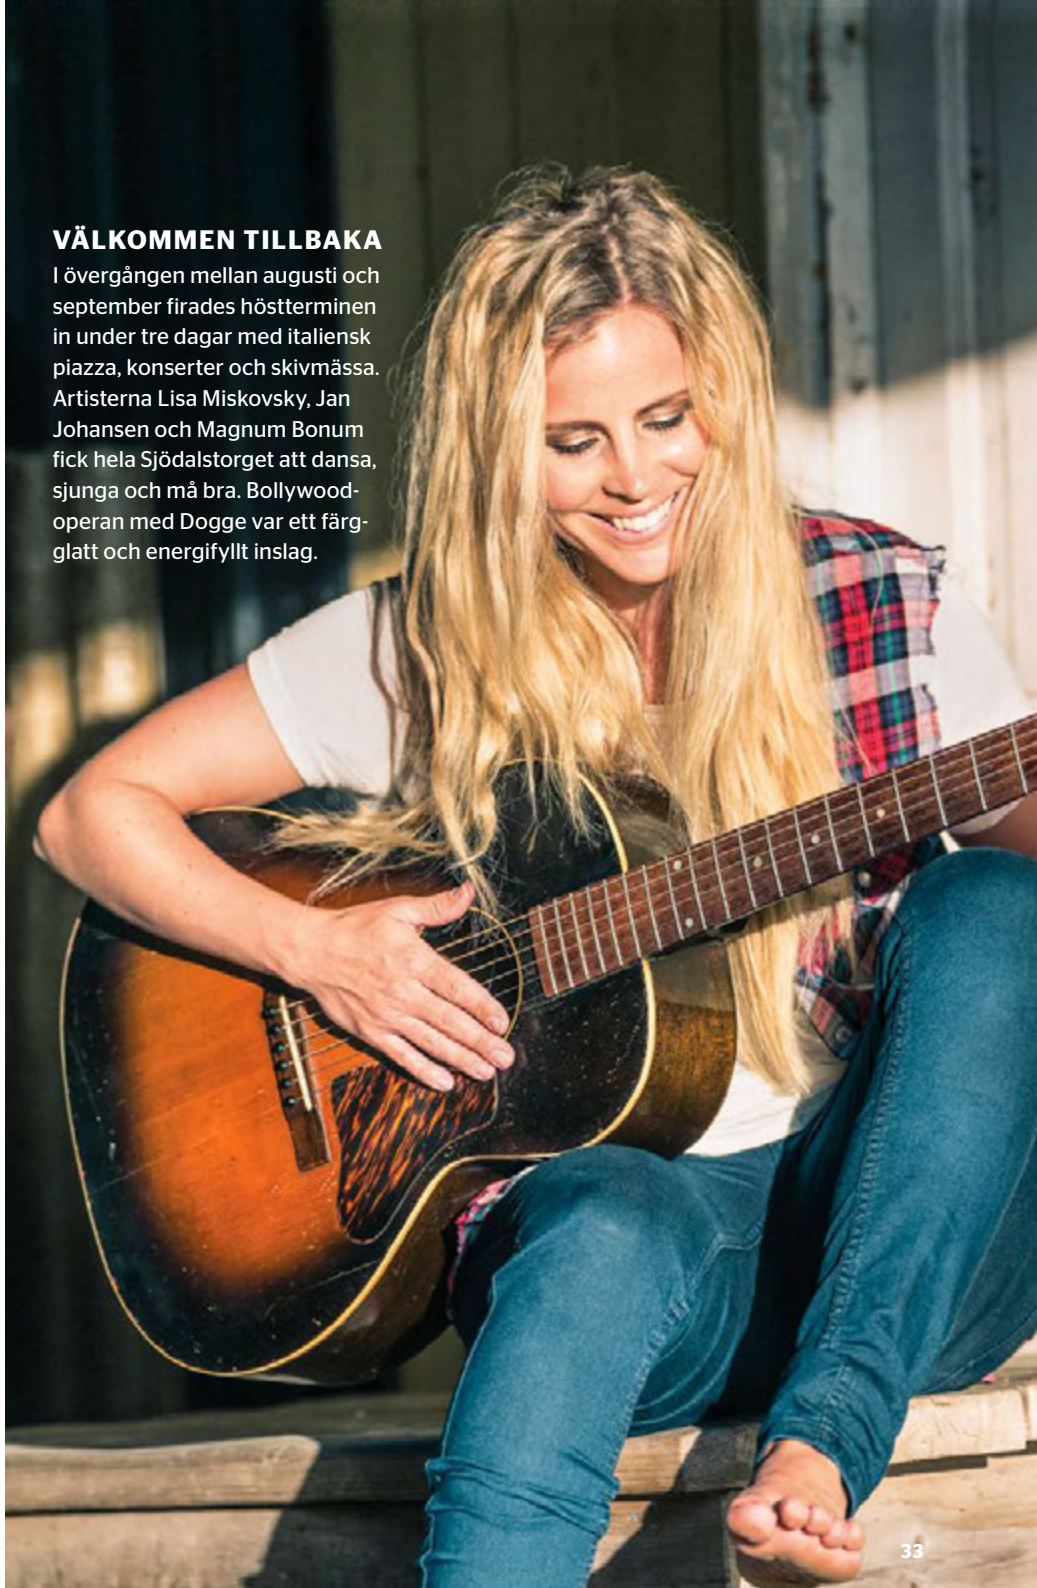 VÄLKOMMEN TILLBAKA
I övergången mellan augusti och
september firades höstterminen
in under tre dagar med italiensk
piazza, konserter och skivmässa.
Artisterna Lisa Miskovsky, Jan
Johansen och Magnum Bonum
fick hela Sjödalstorget att dansa,
sjunga och må bra. Bollywood-
operan med Dogge var ett färg-
glatt och energifyllt inslag.
33